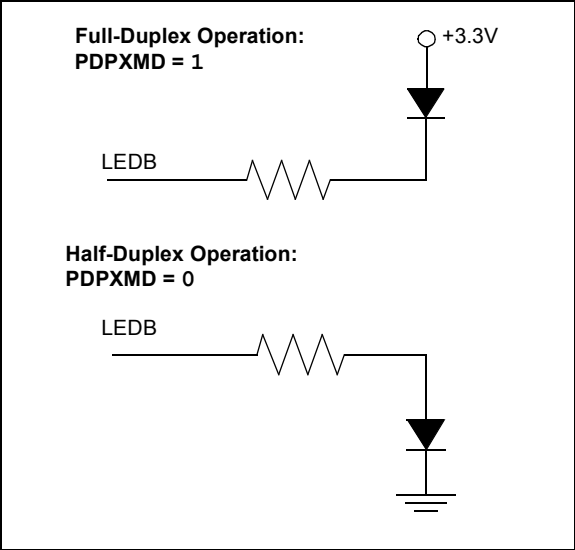 Full-Duplex Operation:
PDPXMD = 1
+3.3V
LEDB
Half-Duplex Operation:
PDPXMD = 0
LEDB